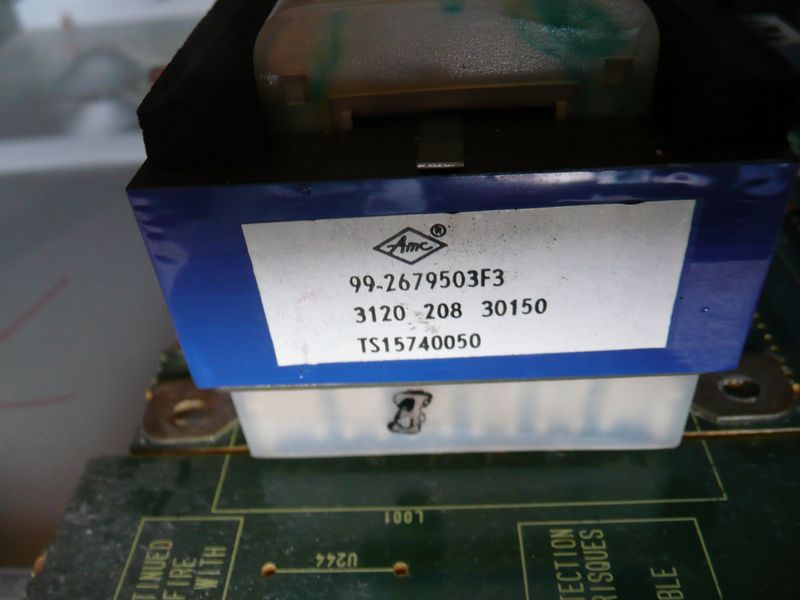 Amc®
99-2679503F3
3120 208 30150
TS15740050
L001
U244
TINUED
FIRE
WITH
TECTION
RISQUES
BLE